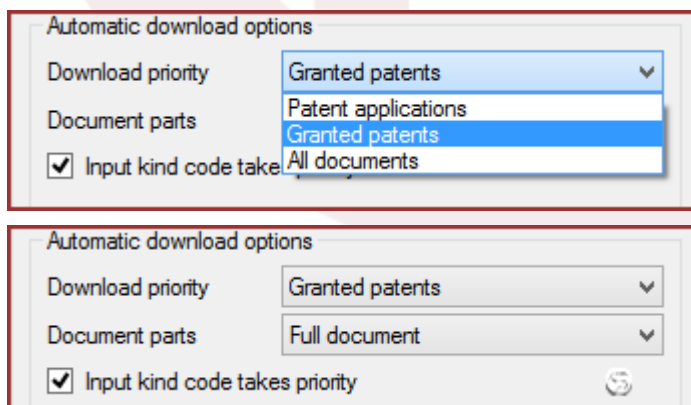 Automatic download options
Download priority Granted patents
Patent applications
Document parts
Granted patents
All documents
Input kind code take
Automatic download options
Download priority Granted patents
Document parts Full document
Input kind code takes priority